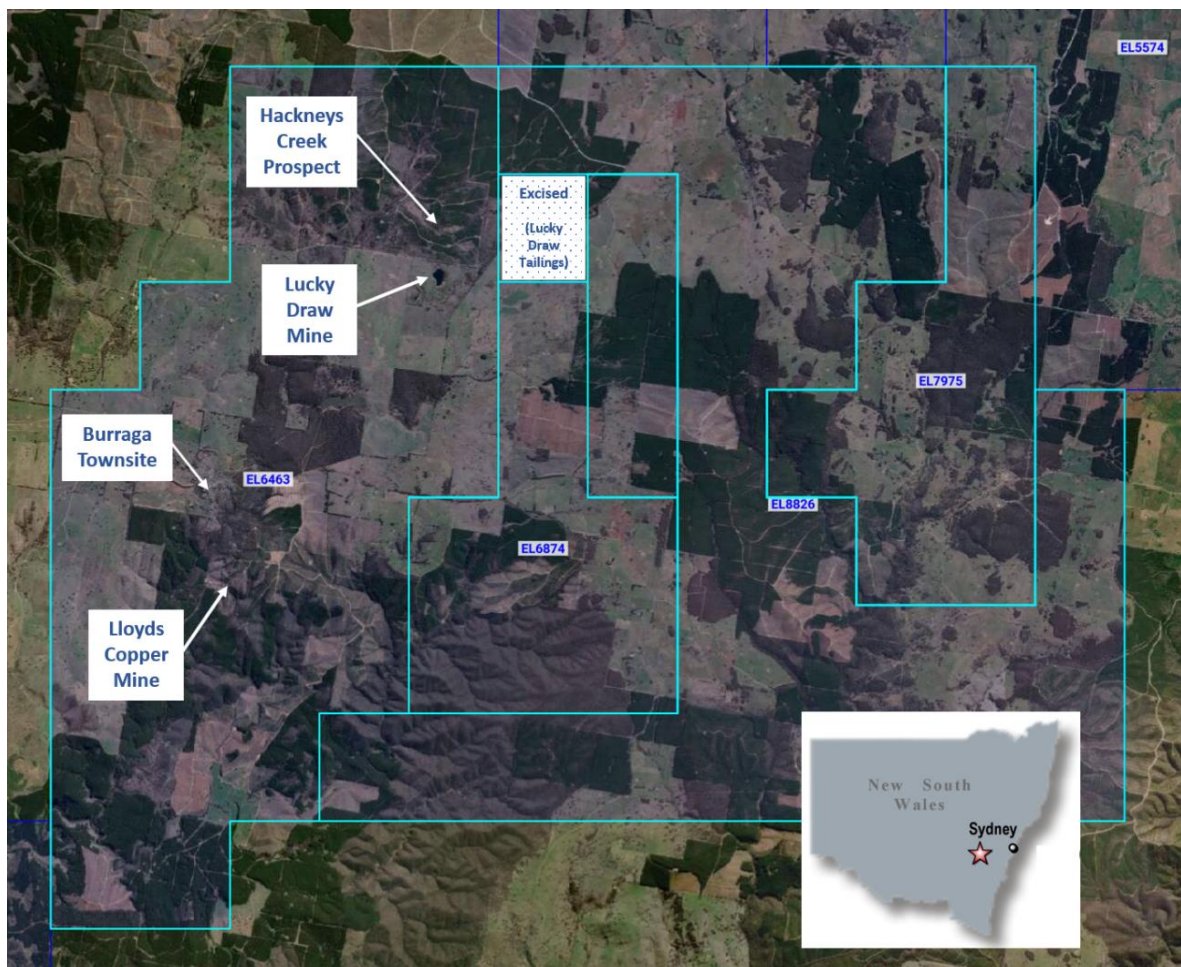 EL5574
Hackneys
Creek
Prospect
Excised
(Lucky
Draw
Tailings)
Lucky
Draw
Mine
EL7975
Burraga
Townsite
EL6463
EL8826
EL6874
Lloyds
Copper
Mine
New South
Wales
Sydney